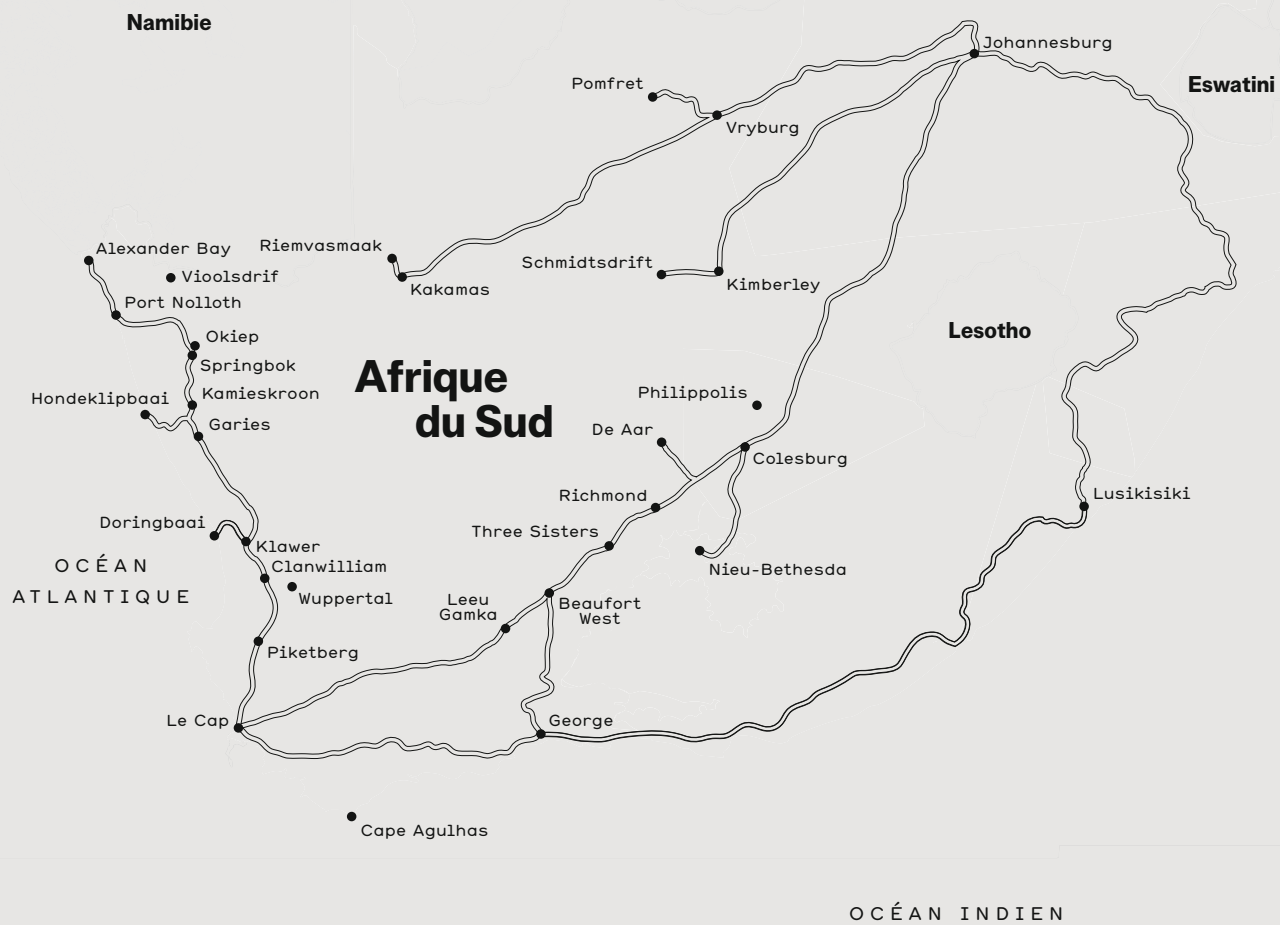 Namibie
Johannesburg
Pomfret
Eswatini
Vryburg
Alexander Bay
Riemvasmaak
Vioolsdrif
Schmidtsdrift
Kakamas
Kimberley
Port Nolloth
Okiep
Lesotho
Springbok
Afrique
du Sud
Kamieskroon
Philippolis
Hondeklipbaai
Garies
De Aar
Colesburg
Richmond
Lusikisiki
Doringbaai
Three Sisters
Klawer
OCÉAN
ATLANTIQUE
Clanwilliam
Nieu-Bethesda
Wuppertal
Leeu
Gamka
Beaufort
West
Piketberg
Le Cap
George
Cape Agulhas
OCÉAN INDIEN